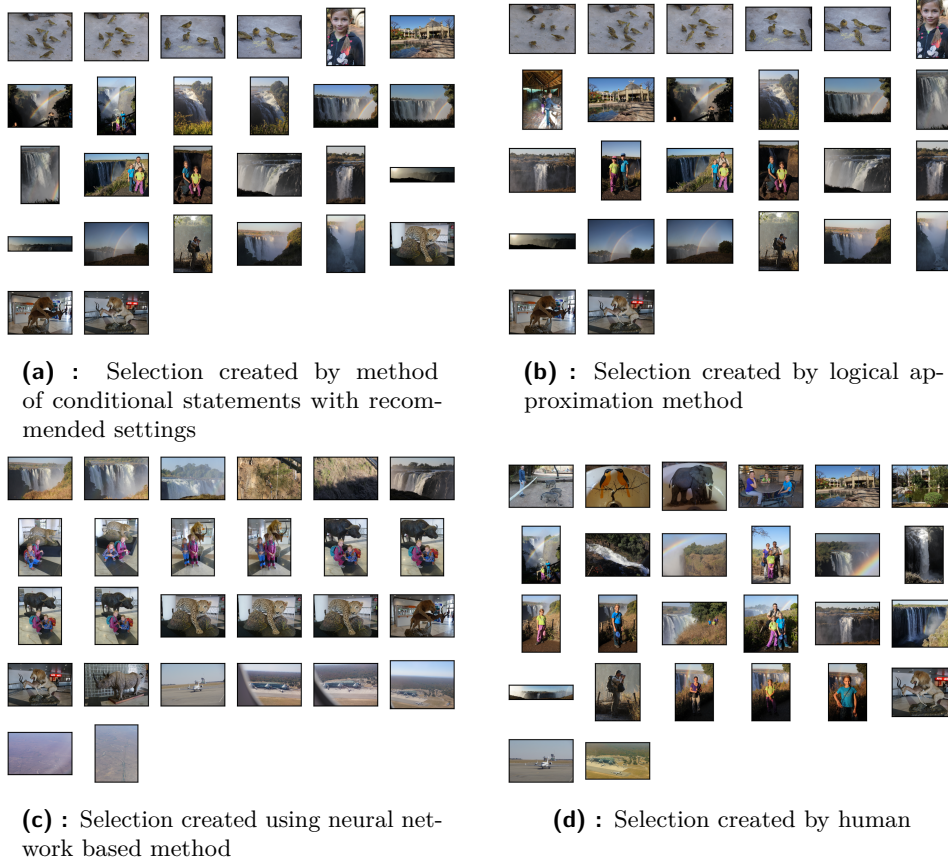 (a) : Selection created by method
of conditional statements with recom-
mended settings
(b) : Selection created by logical ap-
proximation method
(c) : Selection created using neural net-
work based method
(d) : Selection created by human